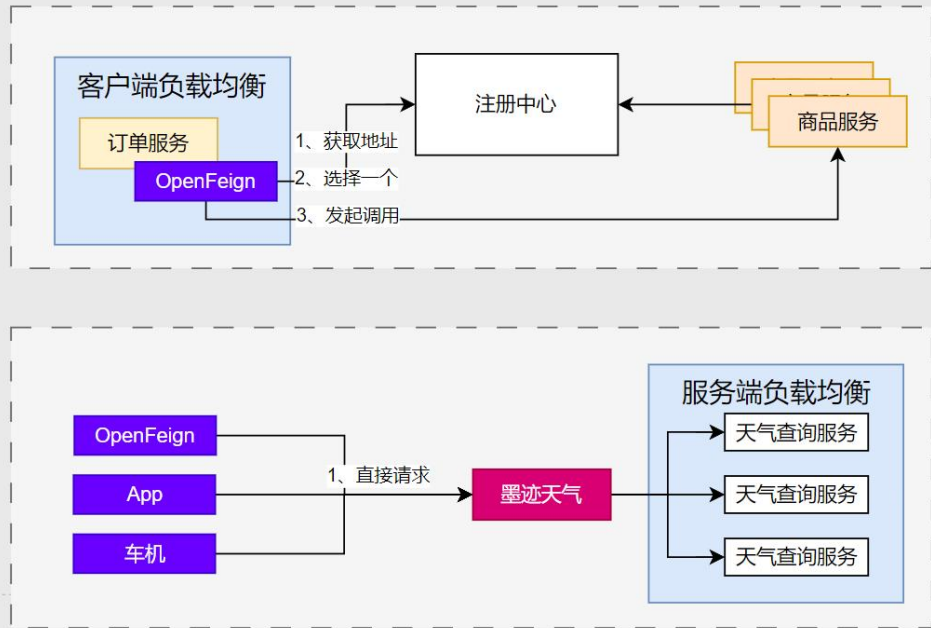 客户端负载均衡
订单服务
OpenFeign
1、获取地址
2、选择一个
3、发起调用
注册中心
商品服务
服务端负载均衡
OpenFeign
App
车机
1、直接请求
墨迹天气
天气查询服务
天气查询服务
天气查询服务